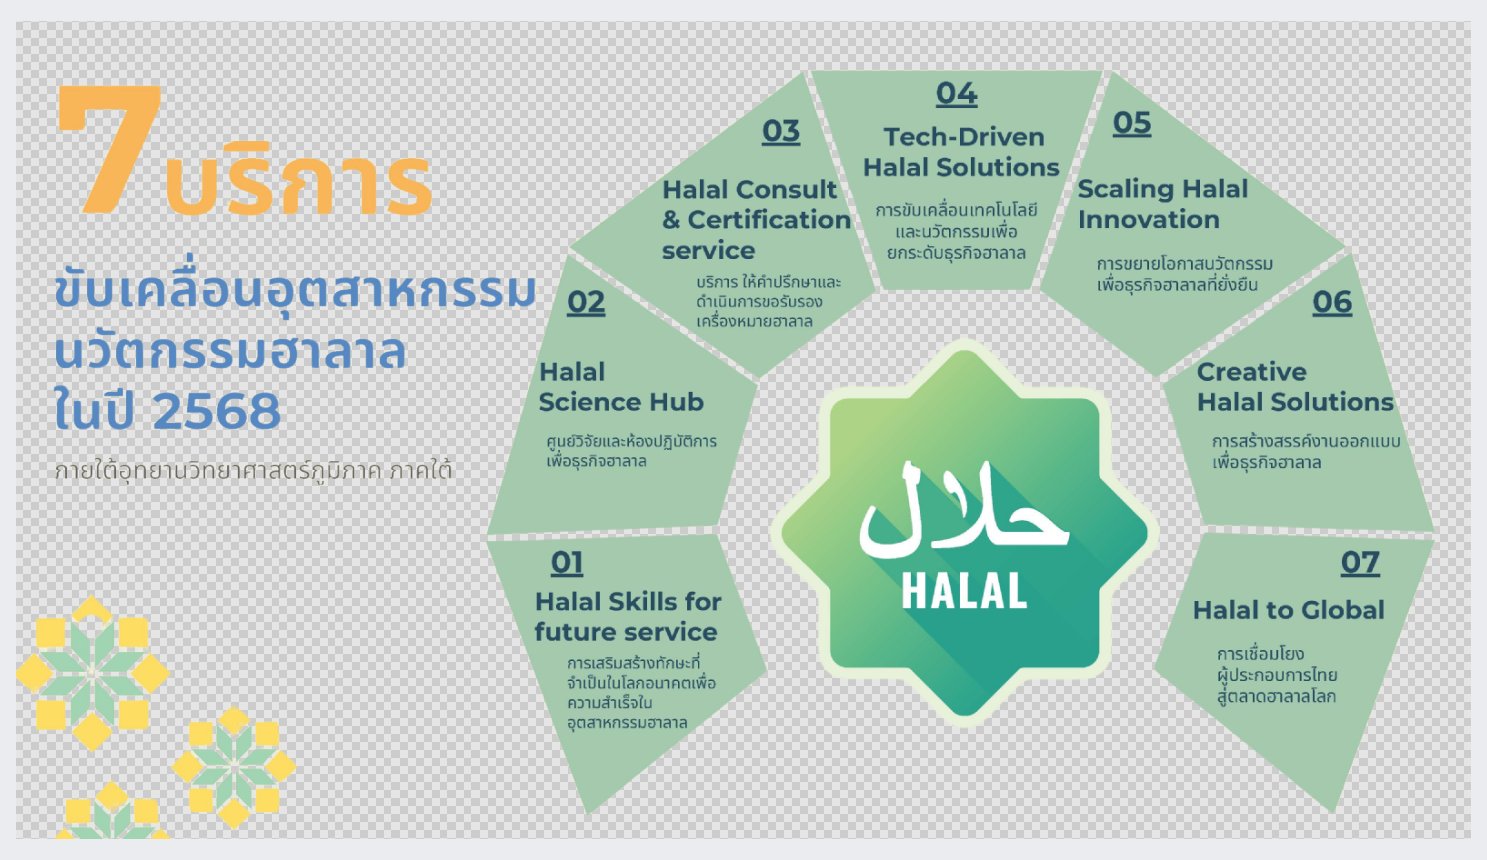 7 บริการ
ขับเคลื่อนอุตสาหกรรม
นวัตกรรมฮาลาล
ในปี 2568
ภายใต้อุทยานวิทยาศาสตร์ภูมิภาค ภาคใต้
01
Halal Skills for
future service
การเสริมสร้างทักษะที่
จำเป็นในโลกอนาคตเพื่อ
ความสำเร็จใน
อุตสาหกรรมฮาลาล
02
Halal
Science Hub
ศูนย์วิจัยและห้องปฏิบัติการ
เพื่อธุรกิจฮาลาล
03
Halal Consult
& Certification
service
บริการ ให้คำปรึกษาและ
ดำเนินการขอรับรอง
เครื่องหมายฮาลาล
04
Tech-Driven
Halal Solutions
การขับเคลื่อนเทคโนโลยี
และนวัตกรรมเพื่อ
ยกระดับธุรกิจฮาลาล
05
Scaling Halal
Innovation
การขยายโอกาสนวัตกรรม
เพื่อธุรกิจฮาลาลที่ยั่งยืน
06
Creative
Halal Solutions
การสร้างสรรค์งานออกแบบ
เพื่อธุรกิจฮาลาล
07
Halal to Global
การเชื่อมโยง
ผู้ประกอบการไทย
สู่ตลาดฮาลาลโลก
حلال
HALAL